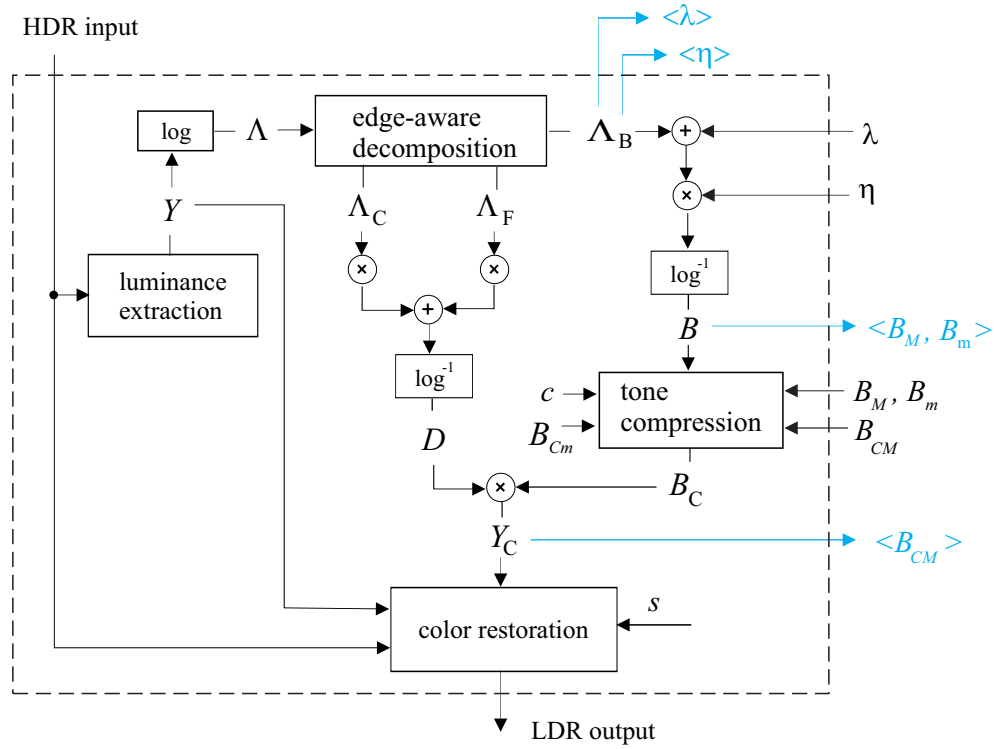 HDR input
<λ>
<η>
log
Λ
edge-aware
decomposition
Λ_B
+
λ
×
η
Y
Λ_C
Λ_F
×
×
luminance
extraction
+
log⁻¹
B
<B_M, B_m>
log⁻¹
c
tone
compression
B_M, B_m
B_Cm
B_CM
D
×
B_C
Y_C
<B_CM>
color restoration
s
LDR output